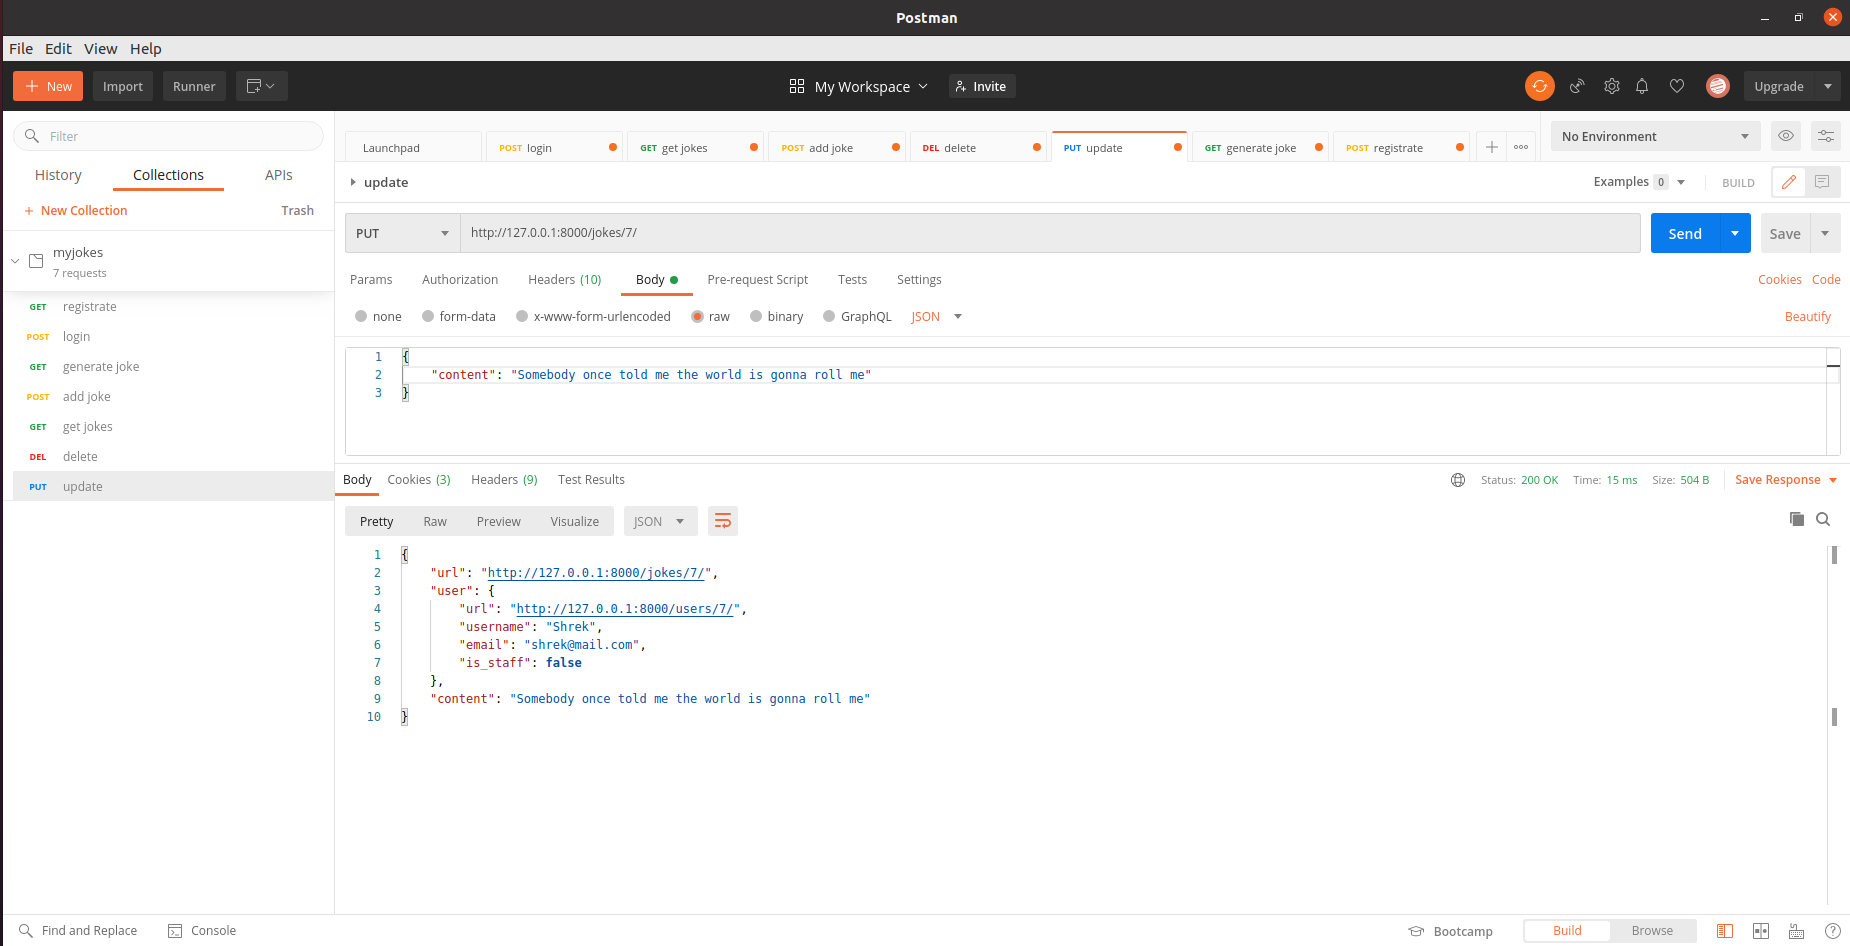 Postman
File Edit View Help
+ New Import Runner My Workspace Invite Upgrade
Filter
History Collections APIs
+ New Collection Trash
myjokes
7 requests
GET registrate
POST login
GET generate joke
POST add joke
GET get jokes
DEL delete
PUT update
Launchpad POST login GET get jokes POST add joke DEL delete PUT update GET generate joke POST registrate + ooo No Environment
update Examples 0 BUILD
PUT http://127.0.0.1:8000/jokes/7/ Send Save
Params Authorization Headers (10) Body Pre-request Script Tests Settings Cookies Code
none form-data x-www-form-urlencoded raw binary GraphQL JSON Beautify
1 {
2 "content": "Somebody once told me the world is gonna roll me"
3 }
Body Cookies (3) Headers (9) Test Results Status: 200 OK Time: 15 ms Size: 504 B Save Response
Pretty Raw Preview Visualize JSON
1 {
2 "url": "http://127.0.0.1:8000/jokes/7/",
3 "user": {
4 "url": "http://127.0.0.1:8000/users/7/",
5 "username": "Shrek",
6 "email": "shrek@mail.com",
7 "is_staff": false
8 },
9 "content": "Somebody once told me the world is gonna roll me"
10 }
Find and Replace Console Bootcamp Build Browse ?